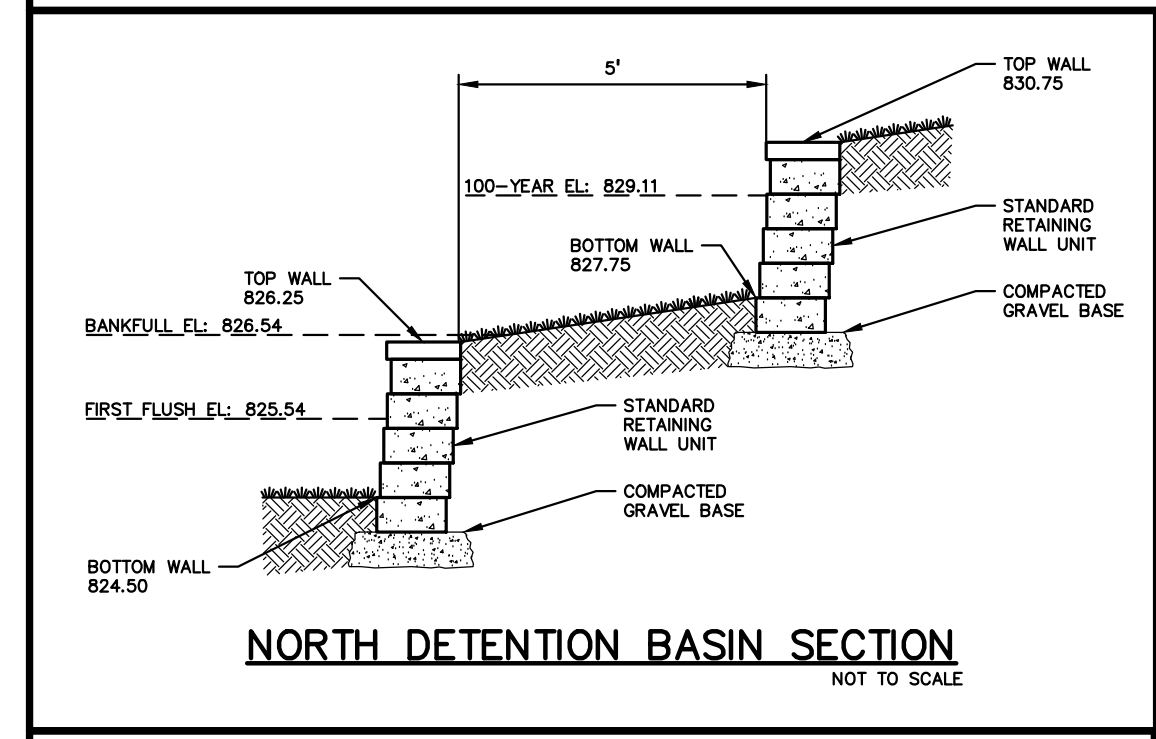 5'
TOP WALL
830.75
100-YEAR EL: 829.11
STANDARD
RETAINING
WALL UNIT
BOTTOM WALL
827.75
TOP WALL
826.25
COMPACTED
GRAVEL BASE
BANKFULL EL: 826.54
FIRST FLUSH EL: 825.54
STANDARD
RETAINING
WALL UNIT
COMPACTED
GRAVEL BASE
BOTTOM WALL
824.50
NORTH DETENTION BASIN SECTION
NOT TO SCALE